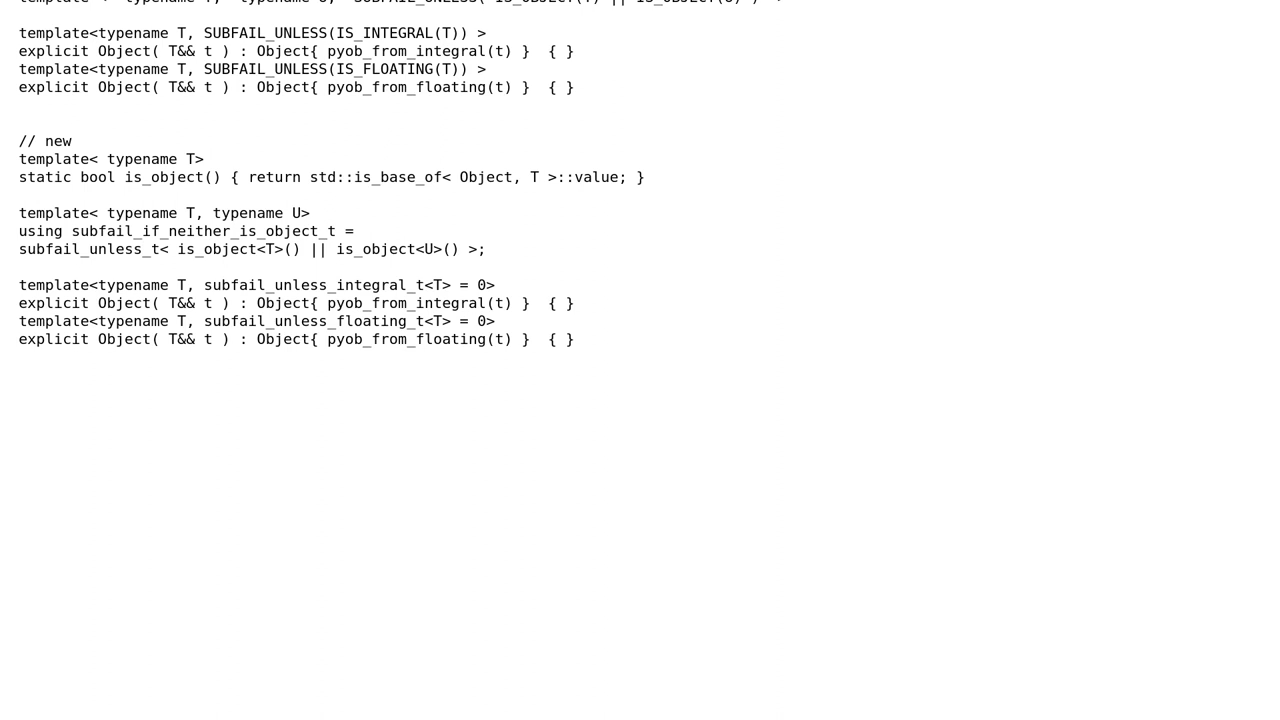 template<typename T, SUBFAIL_UNLESS(IS_INTEGRAL(T)) >
explicit Object( T&& t ) : Object{ pyob_from_integral(t) }  { }
template<typename T, SUBFAIL_UNLESS(IS_FLOATING(T)) >
explicit Object( T&& t ) : Object{ pyob_from_floating(t) }  { }
// new
template< typename T>
static bool is_object() { return std::is_base_of< Object, T >::value; }
template< typename T, typename U>
using subfail_if_neither_is_object_t =
subfail_unless_t< is_object<T>() || is_object<U>() >;
template<typename T, subfail_unless_integral_t<T> = 0>
explicit Object( T&& t ) : Object{ pyob_from_integral(t) }  { }
template<typename T, subfail_unless_floating_t<T> = 0>
explicit Object( T&& t ) : Object{ pyob_from_floating(t) }  { }